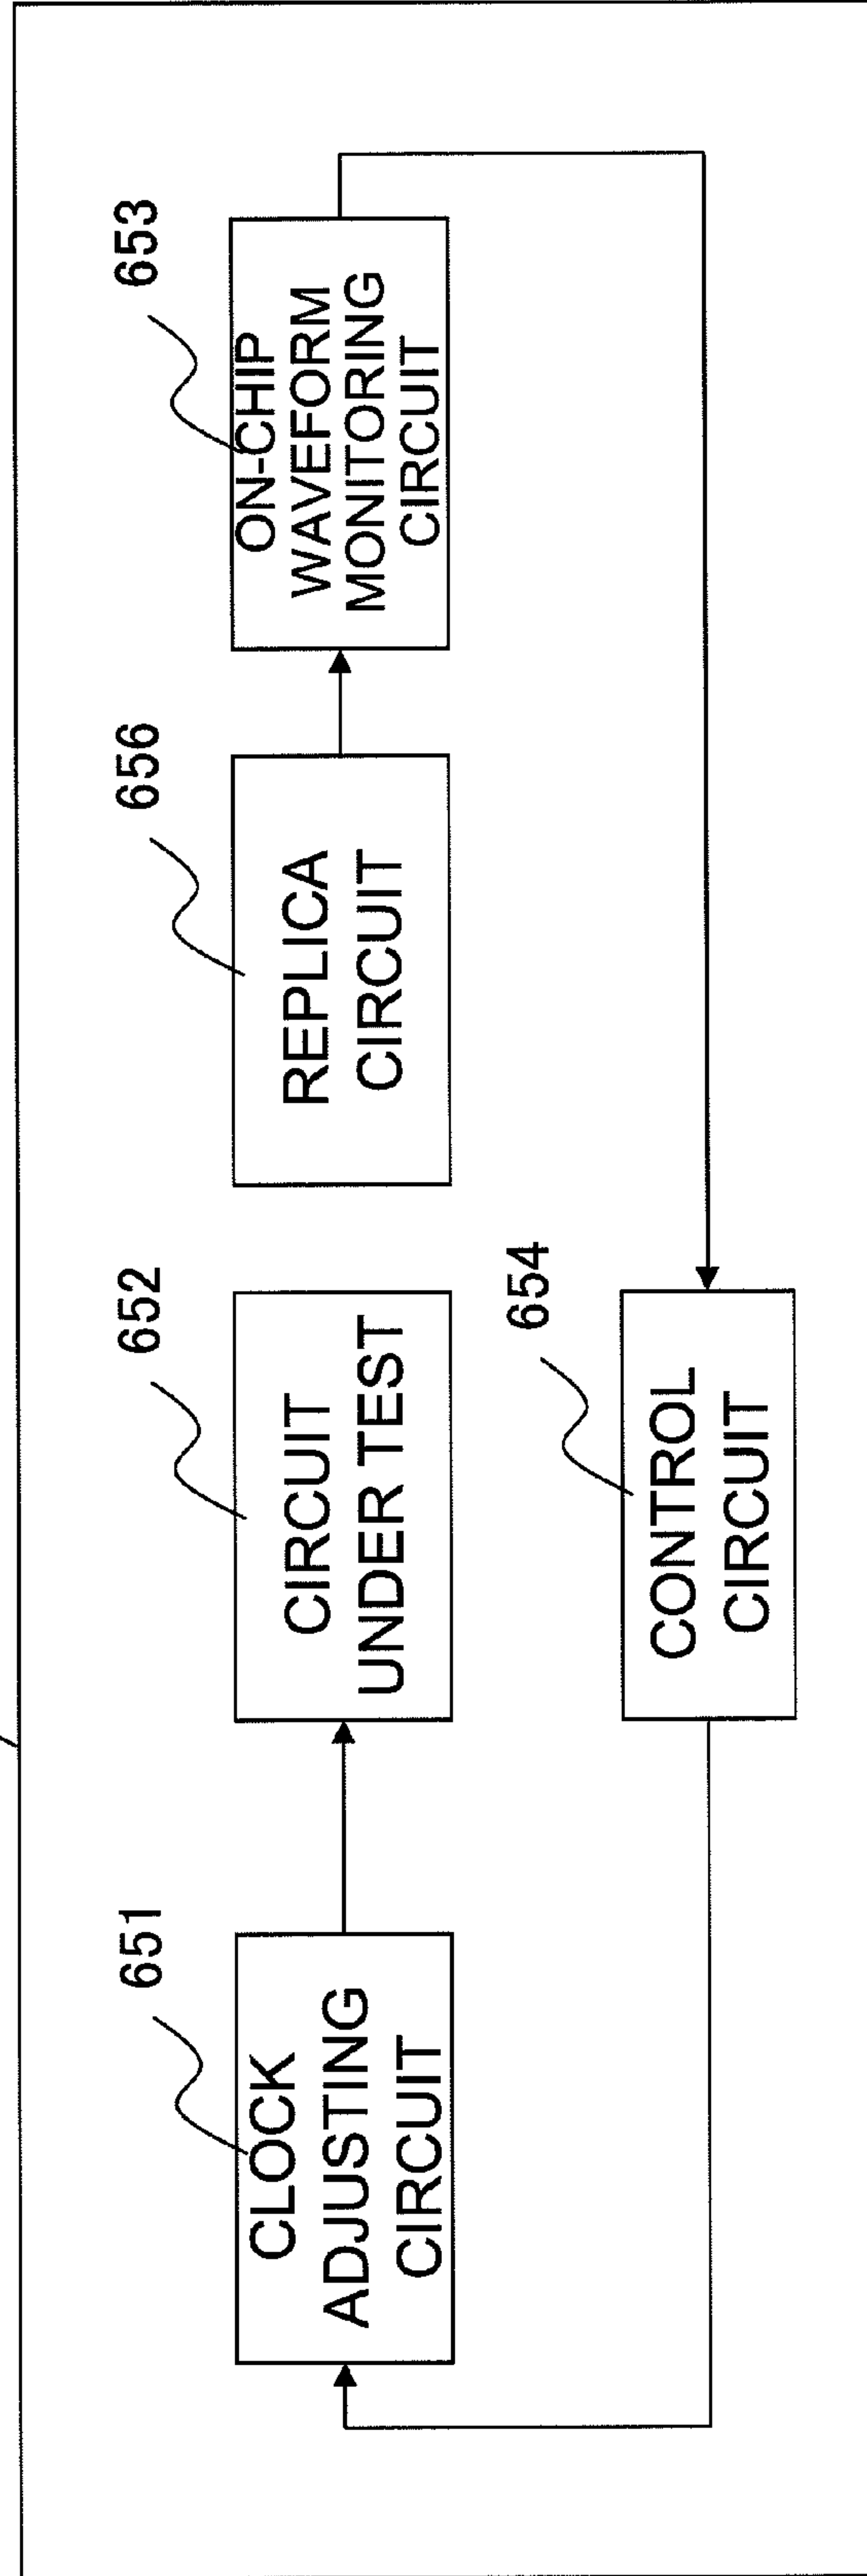 651
CLOCK
ADJUSTING
CIRCUIT
652
CIRCUIT
UNDER TEST
656
REPLICA
CIRCUIT
653
ON-CHIP
WAVEFORM
MONITORING
CIRCUIT
654
CONTROL
CIRCUIT